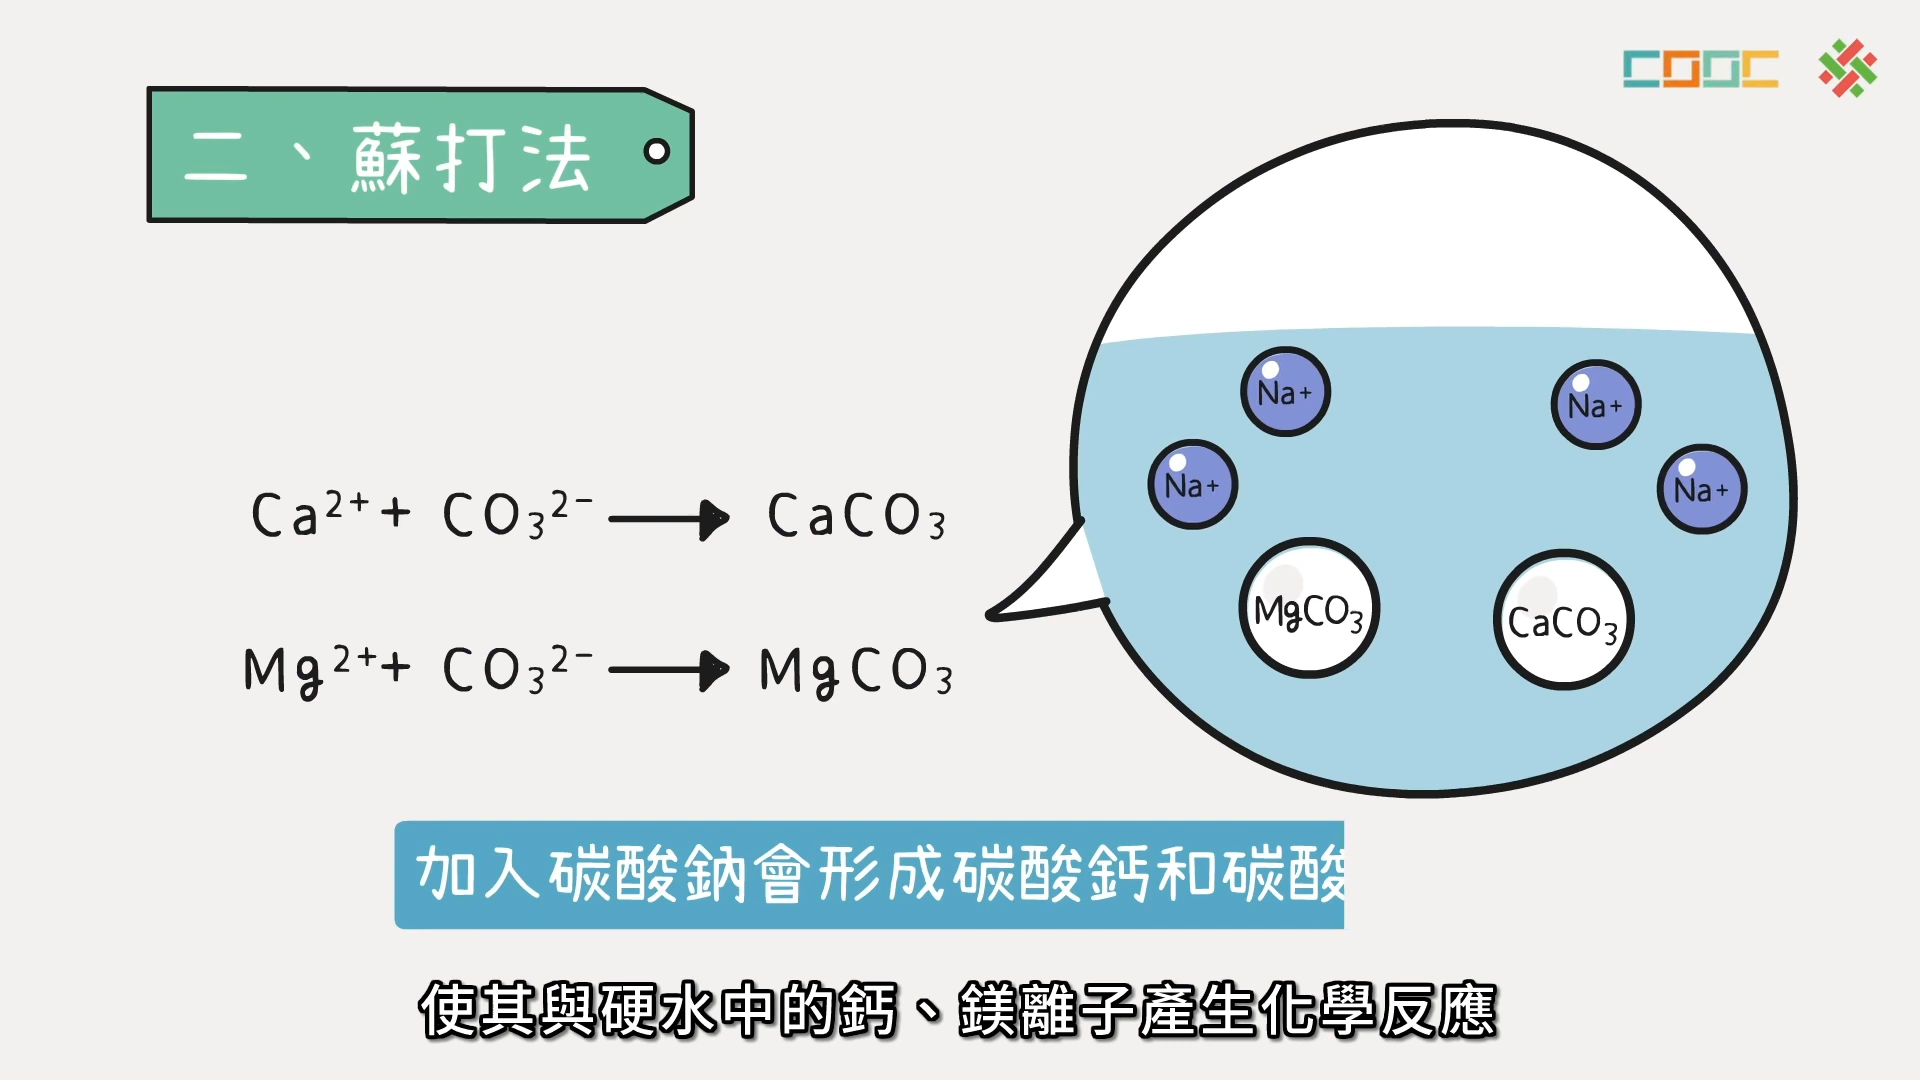 COOC
二、蘇打法
Ca²⁺ + CO₃²⁻ → CaCO₃
Mg²⁺ + CO₃²⁻ → MgCO₃
Na+
Na+
Na+
Na+
MgCO₃
CaCO₃
加入碳酸鈉會形成碳酸鈣和碳酸
使其與硬水中的鈣、鎂離子產生化學反應